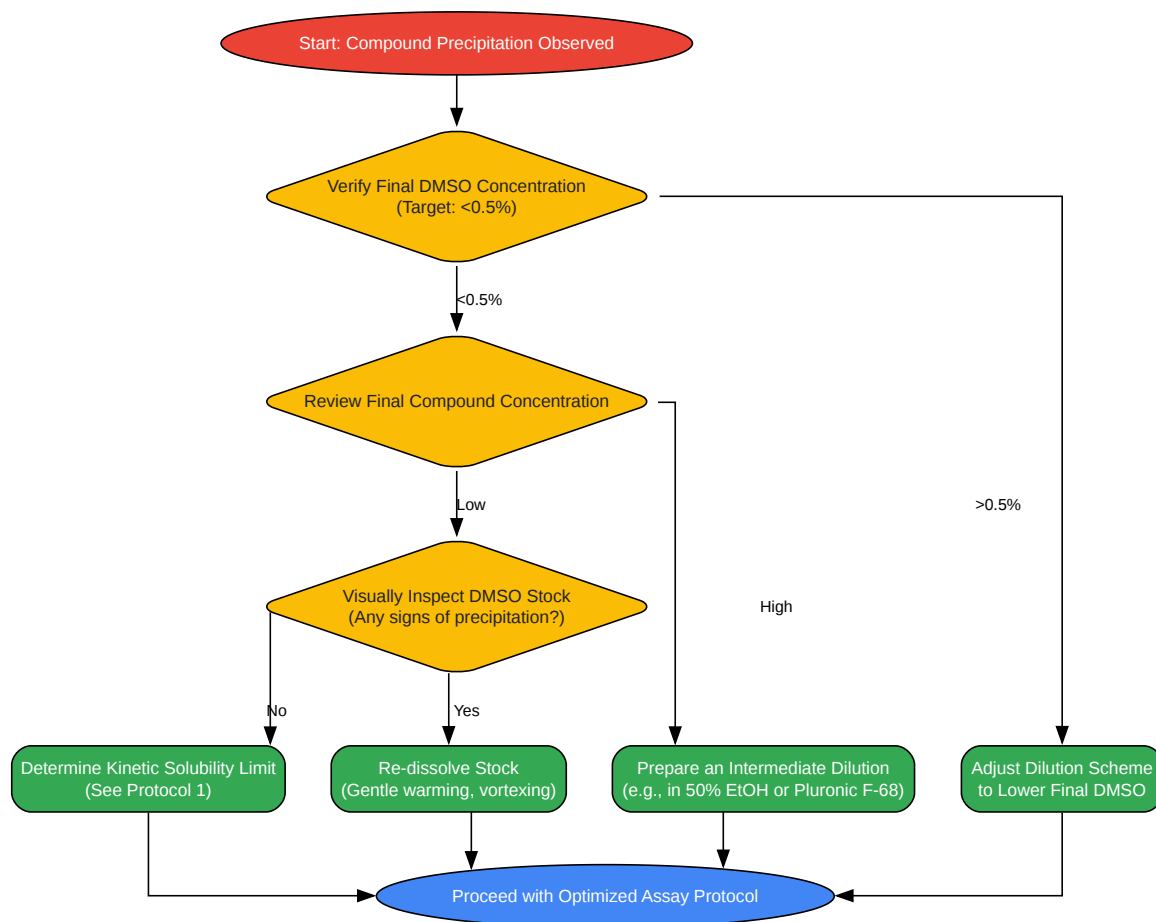 Start: Compound Precipitation Observed
Verify Final DMSO Concentration
(Target: <0.5%)
<0.5%
Review Final Compound Concentration
Low
>0.5%
Visually Inspect DMSO Stock
(Any signs of precipitation?)
High
No
Yes
Determine Kinetic Solubility Limit
(See Protocol 1)
Re-dissolve Stock
(Gentle warming, vortexing)
Prepare an Intermediate Dilution
(e.g., in 50% EtOH or Pluronic F-68)
Adjust Dilution Scheme
to Lower Final DMSO
Proceed with Optimized Assay Protocol